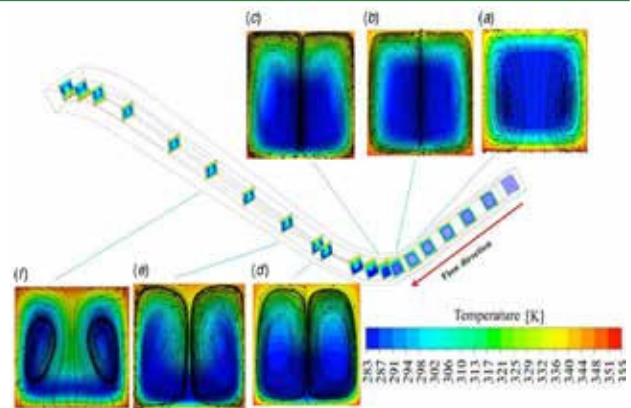 (c)
(b)
(a)
Flow direction
(f)
(e)
(d)
Temperature [K]
283 287 291 294 298 302 306 310 313 317 321 325 329 332 336 340 344 348 351 355